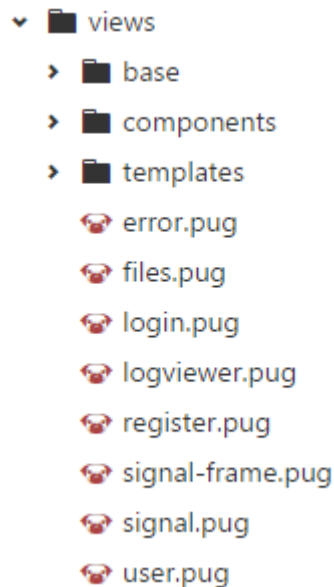 views
base
components
templates
error.pug
files.pug
login.pug
logviewer.pug
register.pug
signal-frame.pug
signal.pug
user.pug